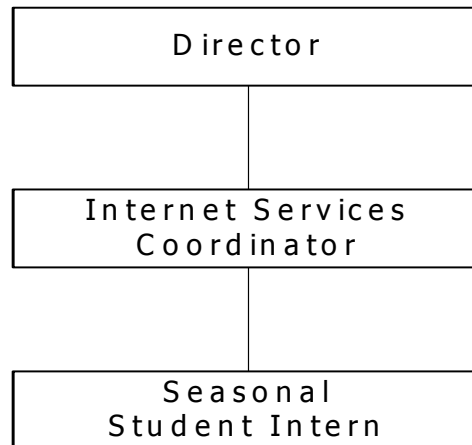 Director
Internet Services
Coordinator
Seasonal
Student Intern